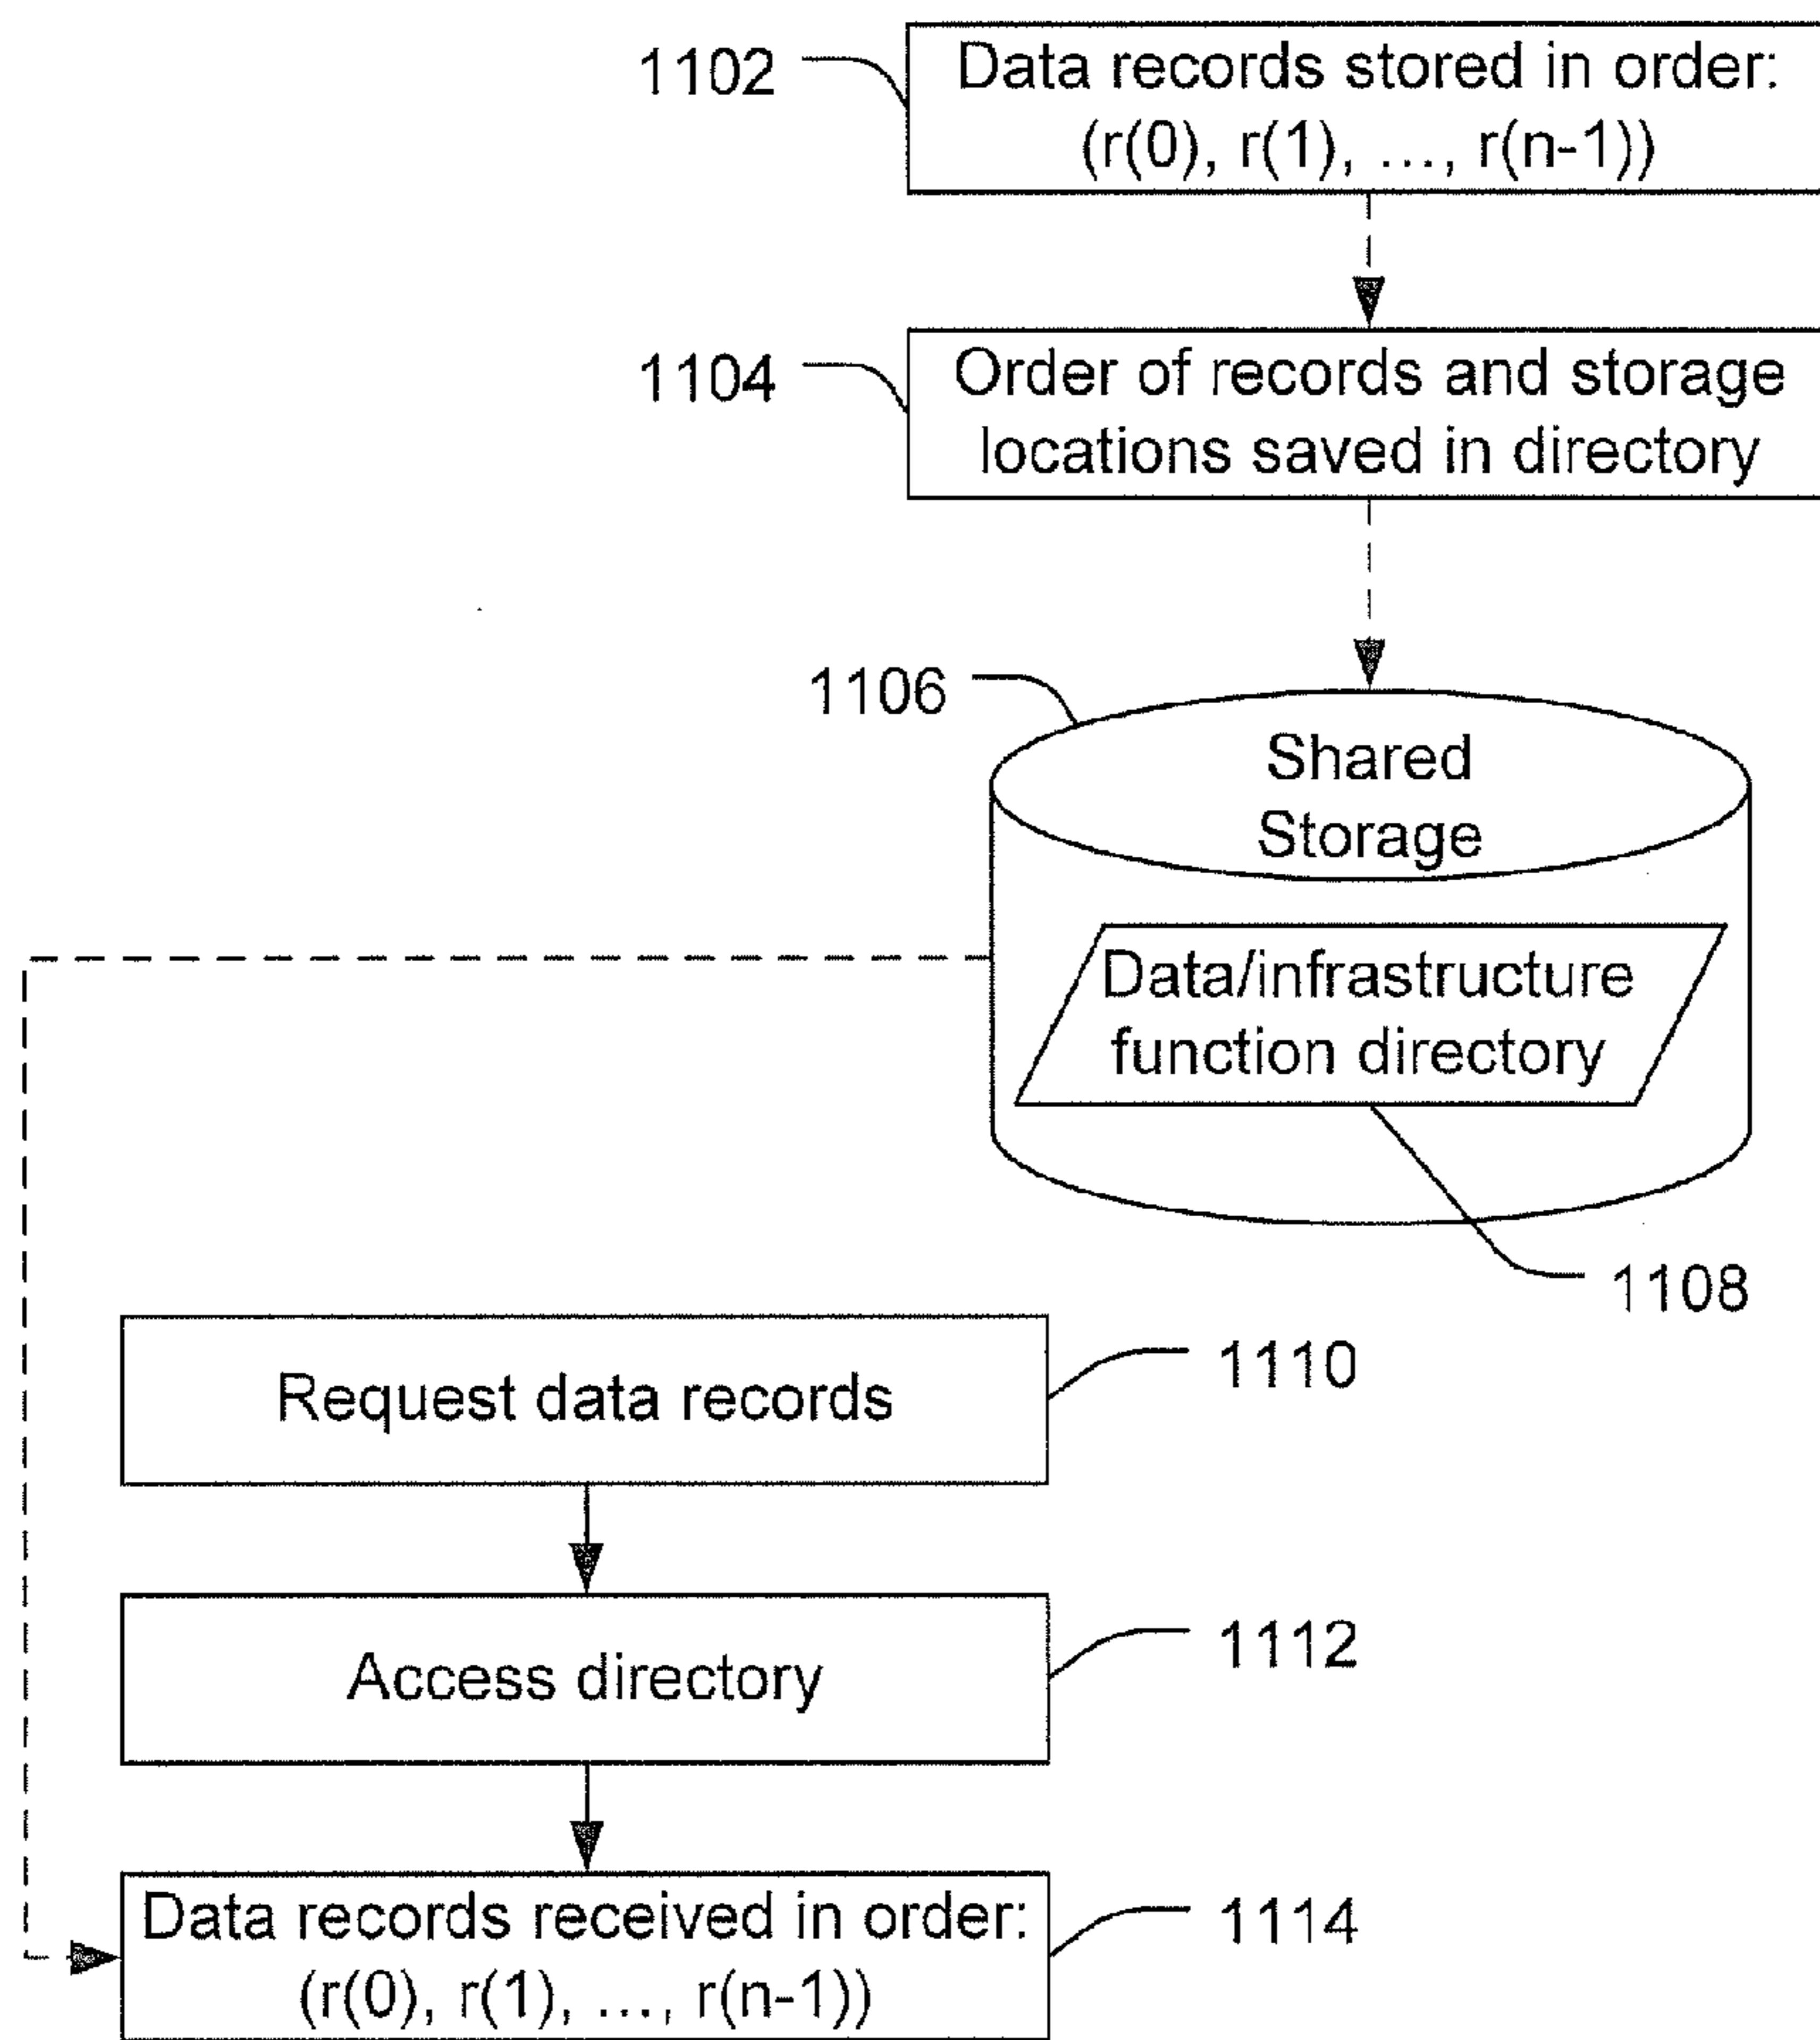 1102
Data records stored in order:
(r(0), r(1), ..., r(n-1))
1104
Order of records and storage
locations saved in directory
1106
Shared
Storage
Data/infrastructure
function directory
1108
Request data records
1110
Access directory
1112
Data records received in order:
(r(0), r(1), ..., r(n-1))
1114